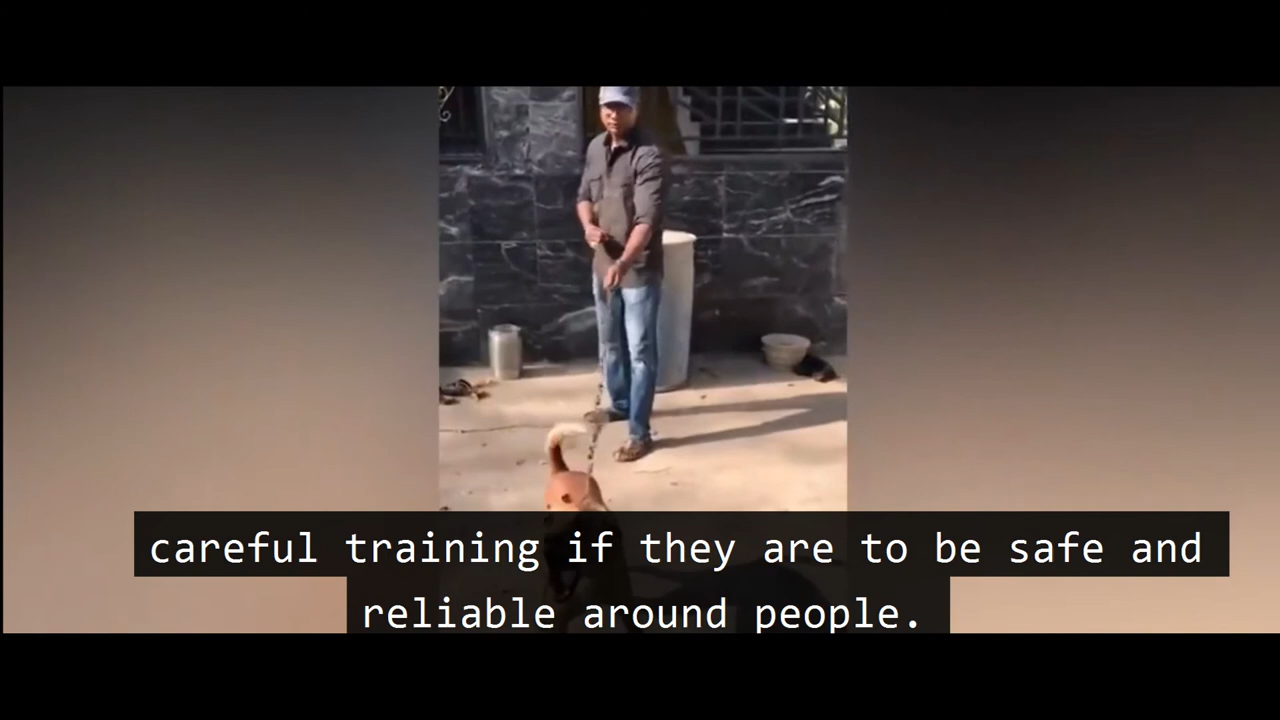 careful training if they are to be safe and
reliable around people.